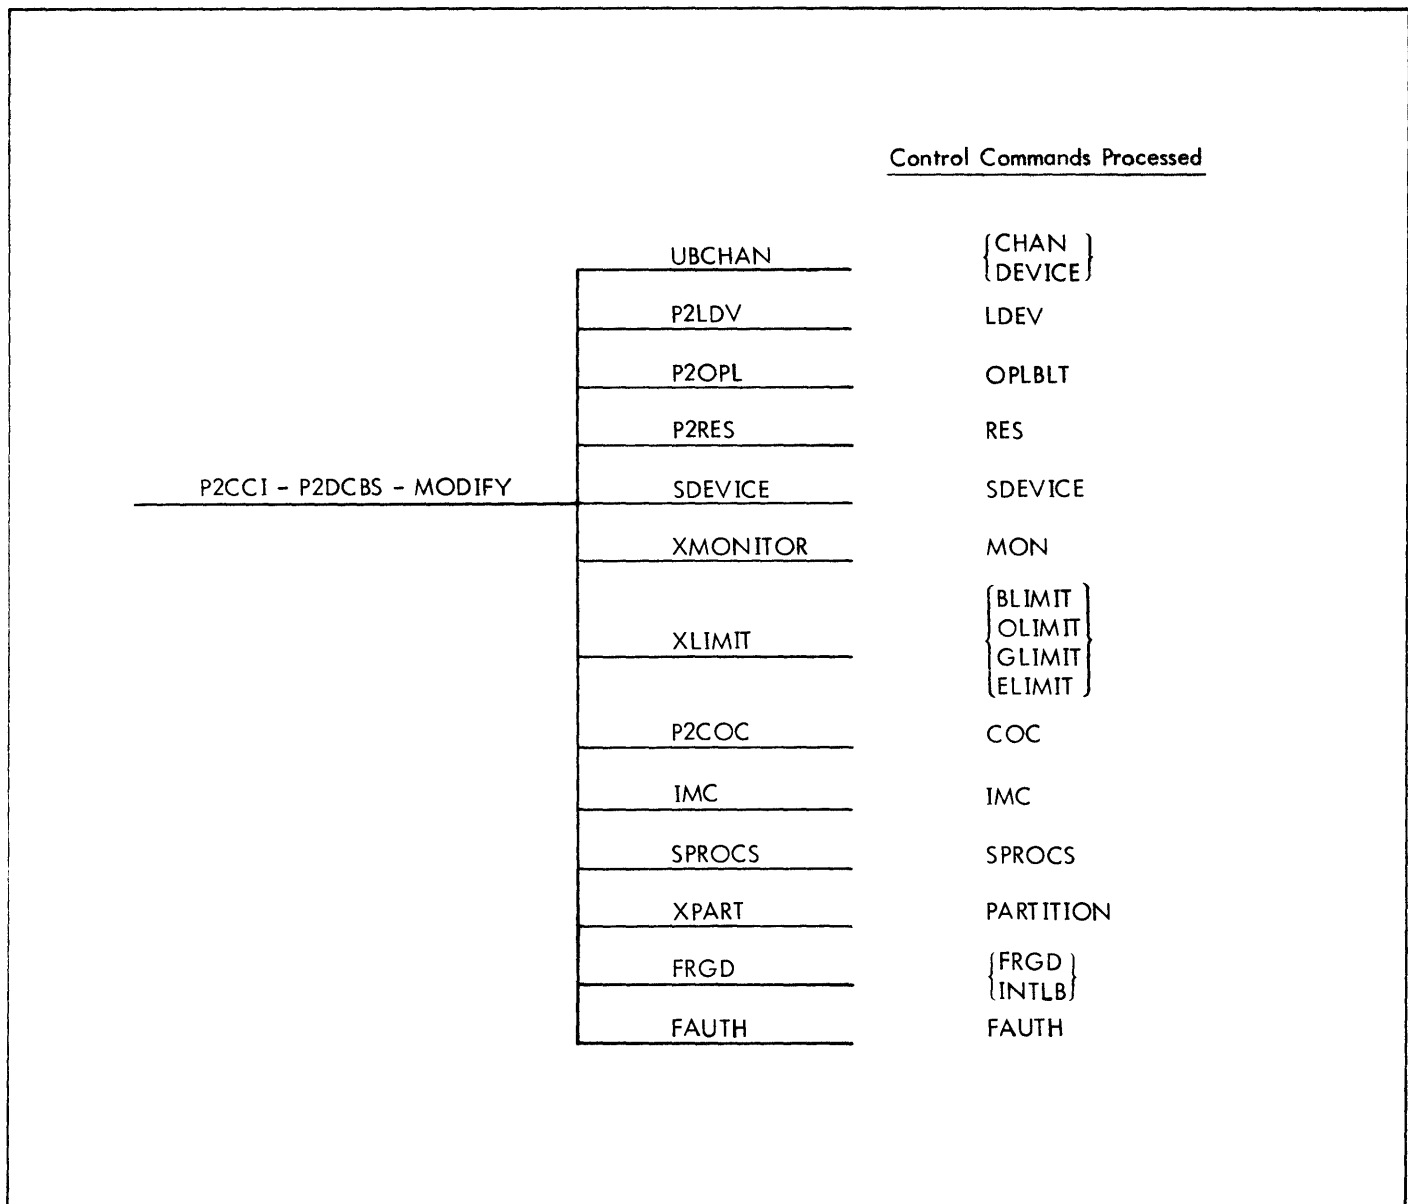 Control Commands Processed
UBCHAN
CHAN
DEVICE
P2LDV
LDEV
P2OPL
OPLBLT
P2RES
RES
P2CCI - P2DCBS - MODIFY
SDEVICE
SDEVICE
XMONITOR
MON
XLIMIT
BLIMIT
OLIMIT
GLIMIT
ELIMIT
P2COC
COC
IMC
IMC
SPROCS
SPROCS
XPART
PARTITION
FRGD
FRGD
INTLB
FAUTH
FAUTH